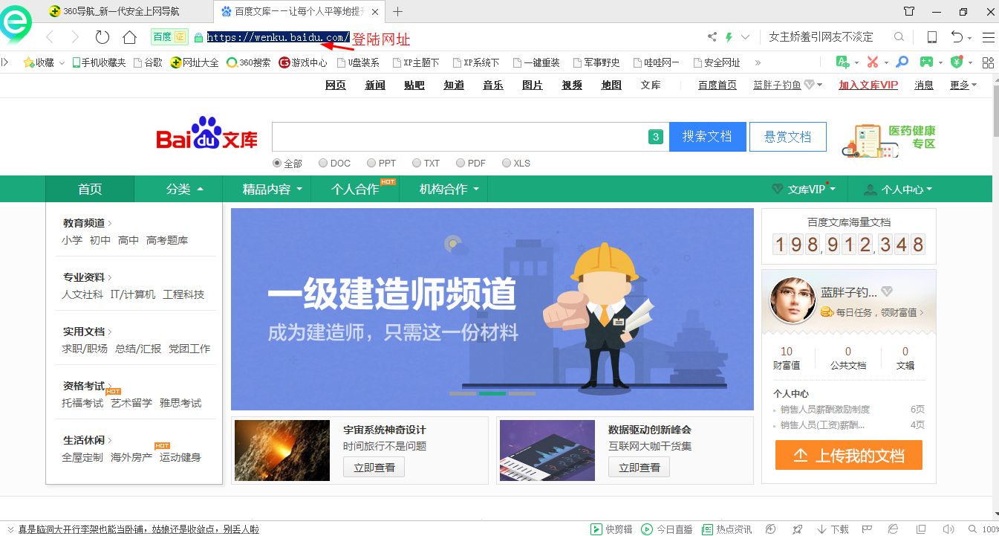 360导航_新一代安全上网导航
百度文库——让每个人平等地提升
百度 证 https://wenku.baidu.com/ 登陆网址
女主娇羞引网友不淡定
收藏 手机收藏夹 谷歌 网址大全 360搜索 游戏中心 U盘装系 XP主题下 XP系统下 一键重装 军事野史 哇哇网一 安全网址 »
网页 新闻 贴吧 知道 音乐 图片 视频 地图 文库 百度首页 蓝胖子钓鱼 加入文库VIP 消息 更多
Bai du 文库
3 搜索文档 悬赏文档
医药健康
专区
全部 DOC PPT TXT PDF XLS
首页 分类 精品内容 个人合作 HOT 机构合作 文库VIP 个人中心
教育频道
小学 初中 高中 高考题库
专业资料
人文社科 IT/计算机 工程科技
实用文档
求职/职场 总结/汇报 党团工作
资格考试
HOT
托福考试 艺术留学 雅思考试
生活休闲
HOT
全屋定制 海外房产 运动健身
一级建造师频道
成为建造师，只需这一份材料
宇宙系统神奇设计
时间旅行不是问题
立即查看
数据驱动创新峰会
互联网大咖干货集
立即查看
百度文库海量文档
198,912,348
蓝胖子钓...
每日任务，领财富值
10 0 0
财富值 公共文档 文辑
个人中心
销售人员薪酬激励制度 6页
销售人员(工资)薪酬... 4页
上传我的文档
真是脑洞大开行李架也能当卧铺，姑娘还是收敛点，别丢人啦
快剪辑 今日直播 热点资讯 下载 100%